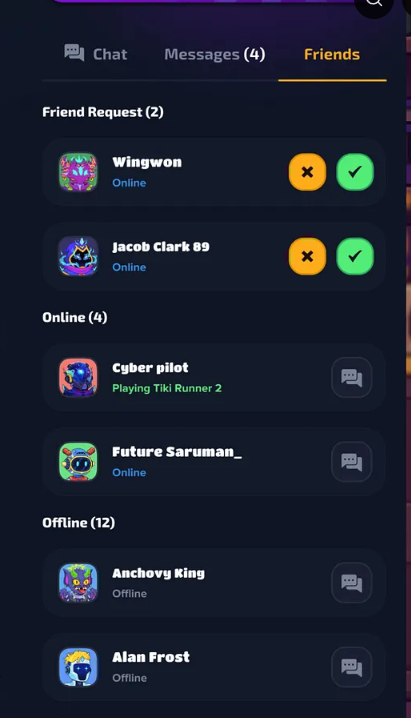 Chat
Messages (4)
Friends
Friend Request (2)
Wingwon
Online
Jacob Clark 89
Online
Online (4)
Cyber pilot
Playing Tiki Runner 2
Future Saruman_
Online
Offline (12)
Anchovy King
Offline
Alan Frost
Offline